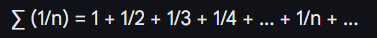 ∑ (1/n) = 1 + 1/2 + 1/3 + 1/4 + ... + 1/n + ...